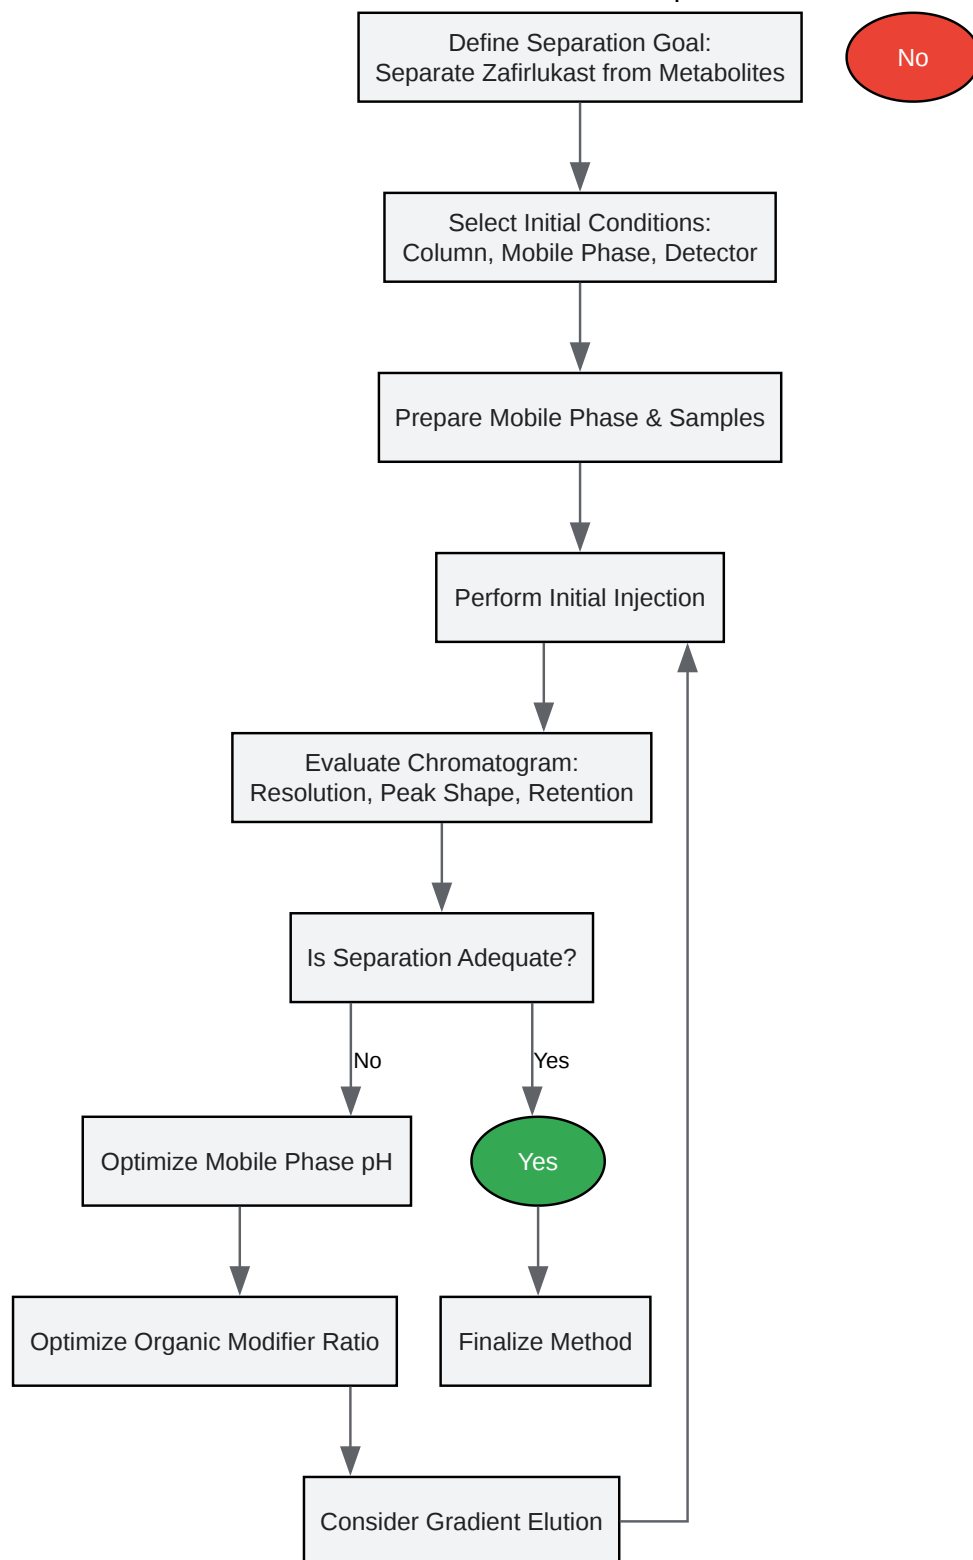 Define Separation Goal:
Separate Zafirlukast from Metabolites
No
Select Initial Conditions:
Column, Mobile Phase, Detector
Prepare Mobile Phase & Samples
Perform Initial Injection
Evaluate Chromatogram:
Resolution, Peak Shape, Retention
Is Separation Adequate?
No
Yes
Optimize Mobile Phase pH
Yes
Optimize Organic Modifier Ratio
Finalize Method
Consider Gradient Elution